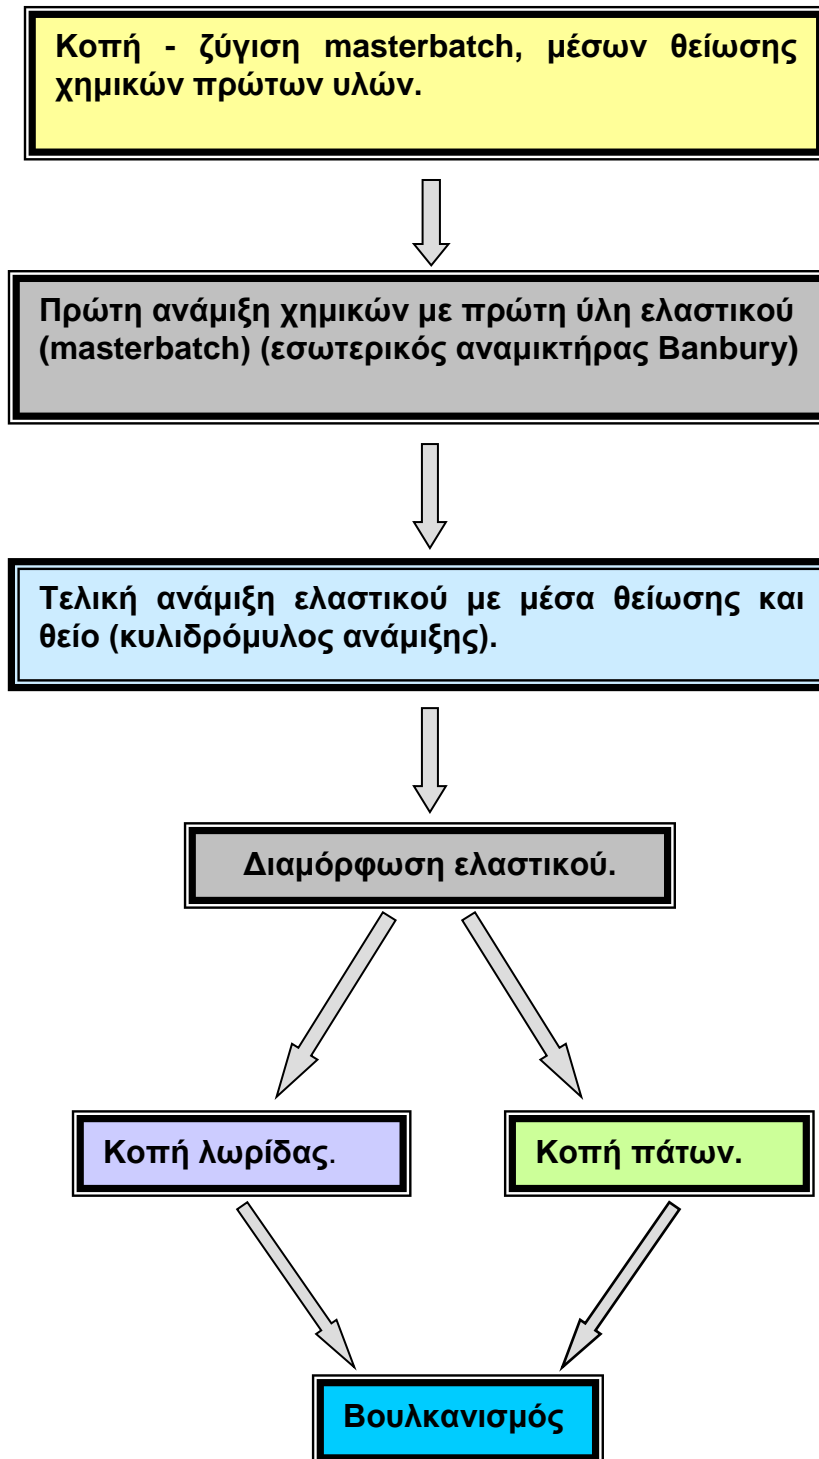 Κοπή - ζύγιση masterbatch, μέσων θείωσης
χημικών πρώτων υλών.
Πρώτη ανάμιξη χημικών με πρώτη ύλη ελαστικού
(masterbatch) (εσωτερικός αναμικτήρας Banbury)
Τελική ανάμιξη ελαστικού με μέσα θείωσης και
θείο (κυλιδρόμυλος ανάμιξης).
Διαμόρφωση ελαστικού.
Κοπή λωρίδας.
Κοπή πάτων.
Βουλκανισμός